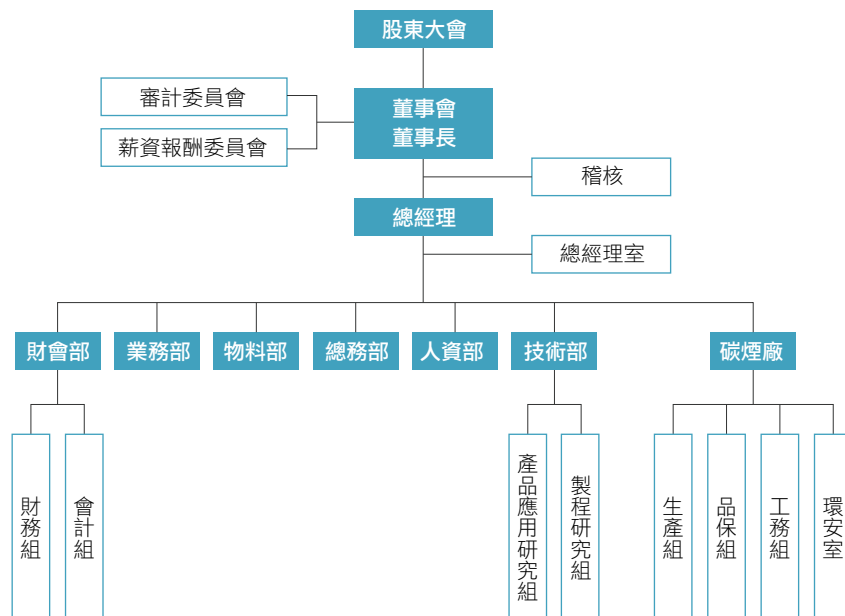 股東大會
審計委員會
董事會
董事長
薪資報酬委員會
稽核
總經理
總經理室
財會部
業務部
物料部
總務部
人資部
技術部
碳煙廠
財務組
會計組
產品應用研究組
製程研究組
生產組
品保組
工務組
環安室